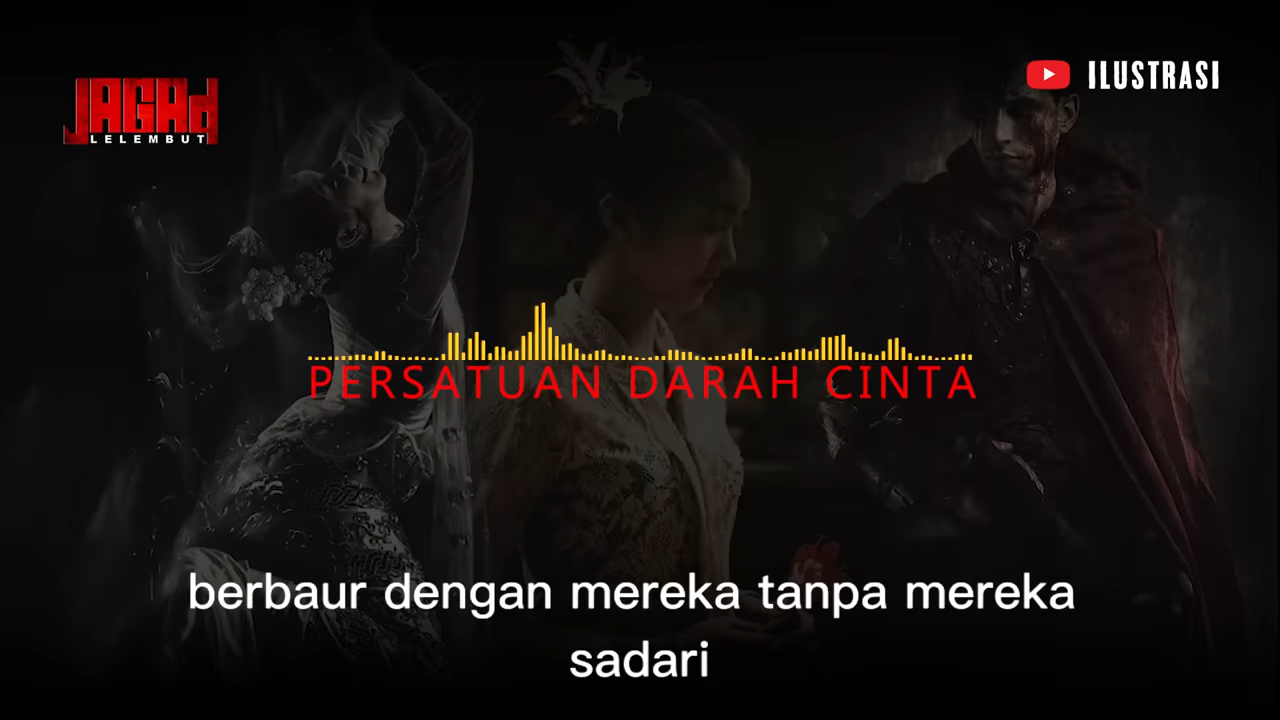 JAGAd
LELEMBUT
ILUSTRASI
PERSATUAN DARAH CINTA
berbaur dengan mereka tanpa mereka
sadari